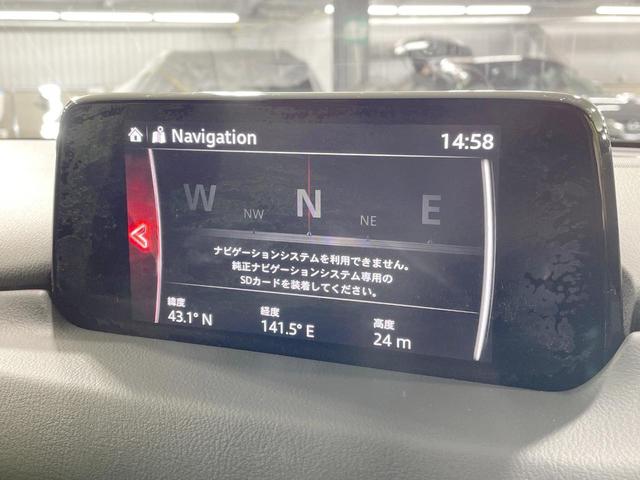 Navigation
14:58
W
NW
N
NE
E
ナビゲーションシステムを利用できません。
純正ナビゲーションシステム専用の
SDカードを装着してください。
緯度
経度
高度
43.1° N
141.5° E
24 m